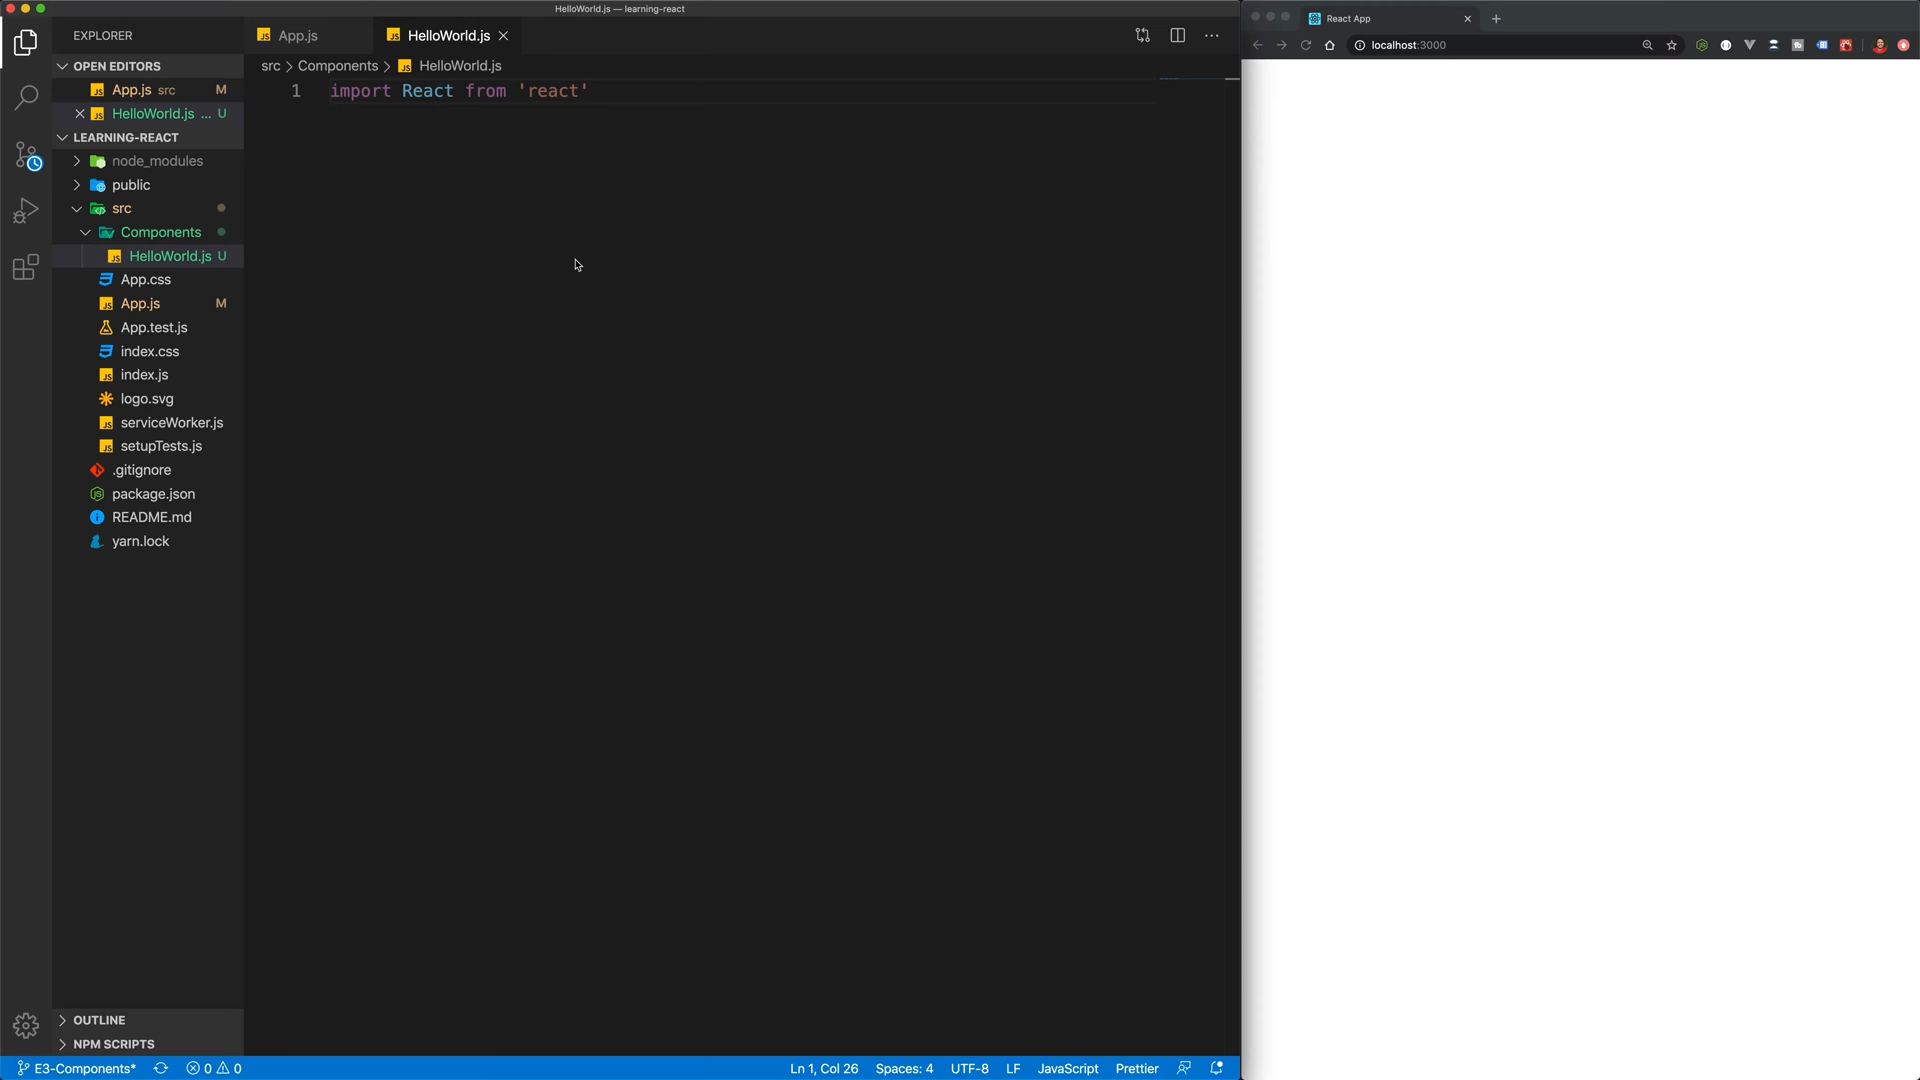 HelloWorld.js — learning-react
EXPLORER
OPEN EDITORS
App.js src M
HelloWorld.js ... U
LEARNING-REACT
node_modules
public
src
Components
HelloWorld.js U
App.css
App.js M
App.test.js
index.css
index.js
logo.svg
serviceWorker.js
setupTests.js
.gitignore
package.json
README.md
yarn.lock
OUTLINE
NPM SCRIPTS
App.js HelloWorld.js
src > Components > HelloWorld.js
1 import React from 'react'
E3-Components* 0 0 Ln 1, Col 26 Spaces: 4 UTF-8 LF JavaScript Prettier
React App
localhost:3000